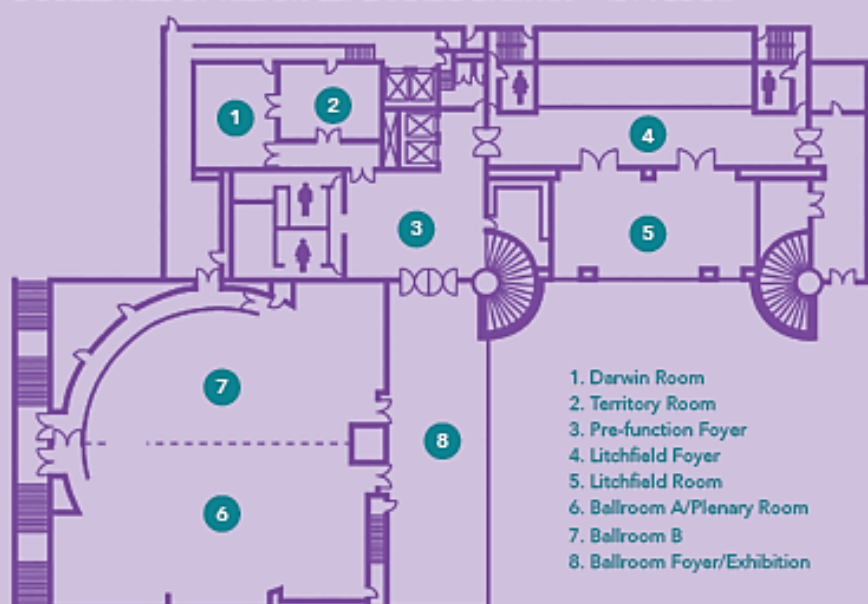 1
2
3
4
5
6
7
8
1. Darwin Room
2. Territory Room
3. Pre-function Foyer
4. Litchfield Foyer
5. Litchfield Room
6. Ballroom A/Plenary Room
7. Ballroom B
8. Ballroom Foyer/Exhibition